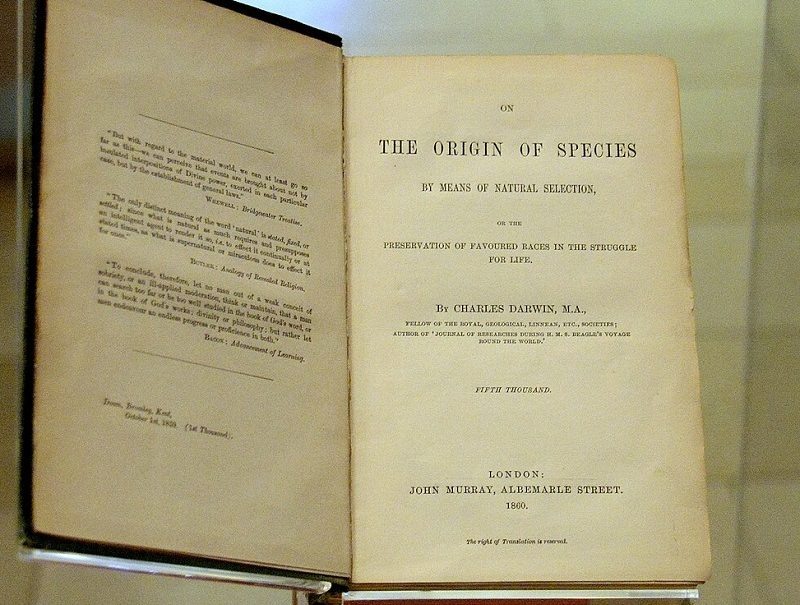 "But with regard to the material world, we can at least go so
far as this—we can perceive that events are brought about not by
insulated interpositions of Divine power, exerted in each particular
case, but by the establishment of general laws."
WHEWELL: Bridgewater Treatise.
"The only distinct meaning of the word 'natural' is stated, fixed, or
settled; since what is natural as much requires and presupposes
an intelligent agent to render it so, i.e. to effect it continually or at
stated times, as what is supernatural or miraculous does to effect it
for once."
BUTLER: Analogy of Revealed Religion.
"To conclude, therefore, let no man out of a weak conceit of
sobriety, or an ill-applied moderation, think or maintain, that a man
can search too far or be too well studied in the book of God's word, or
in the book of God's works; divinity or philosophy; but rather let
men endeavour an endless progress or proficience in both."
BACON: Advancement of Learning.
Down, Bromley, Kent,
October 1st, 1859. (1st Thousand).
ON
THE ORIGIN OF SPECIES
BY MEANS OF NATURAL SELECTION,
OR THE
PRESERVATION OF FAVOURED RACES IN THE STRUGGLE
FOR LIFE.
BY CHARLES DARWIN, M.A.,
FELLOW OF THE ROYAL, GEOLOGICAL, LINNEAN, ETC., SOCIETIES;
AUTHOR OF 'JOURNAL OF RESEARCHES DURING H. M. S. BEAGLE'S VOYAGE
ROUND THE WORLD.'
FIFTH THOUSAND.
LONDON:
JOHN MURRAY, ALBEMARLE STREET.
1860.
The right of Translation is reserved.